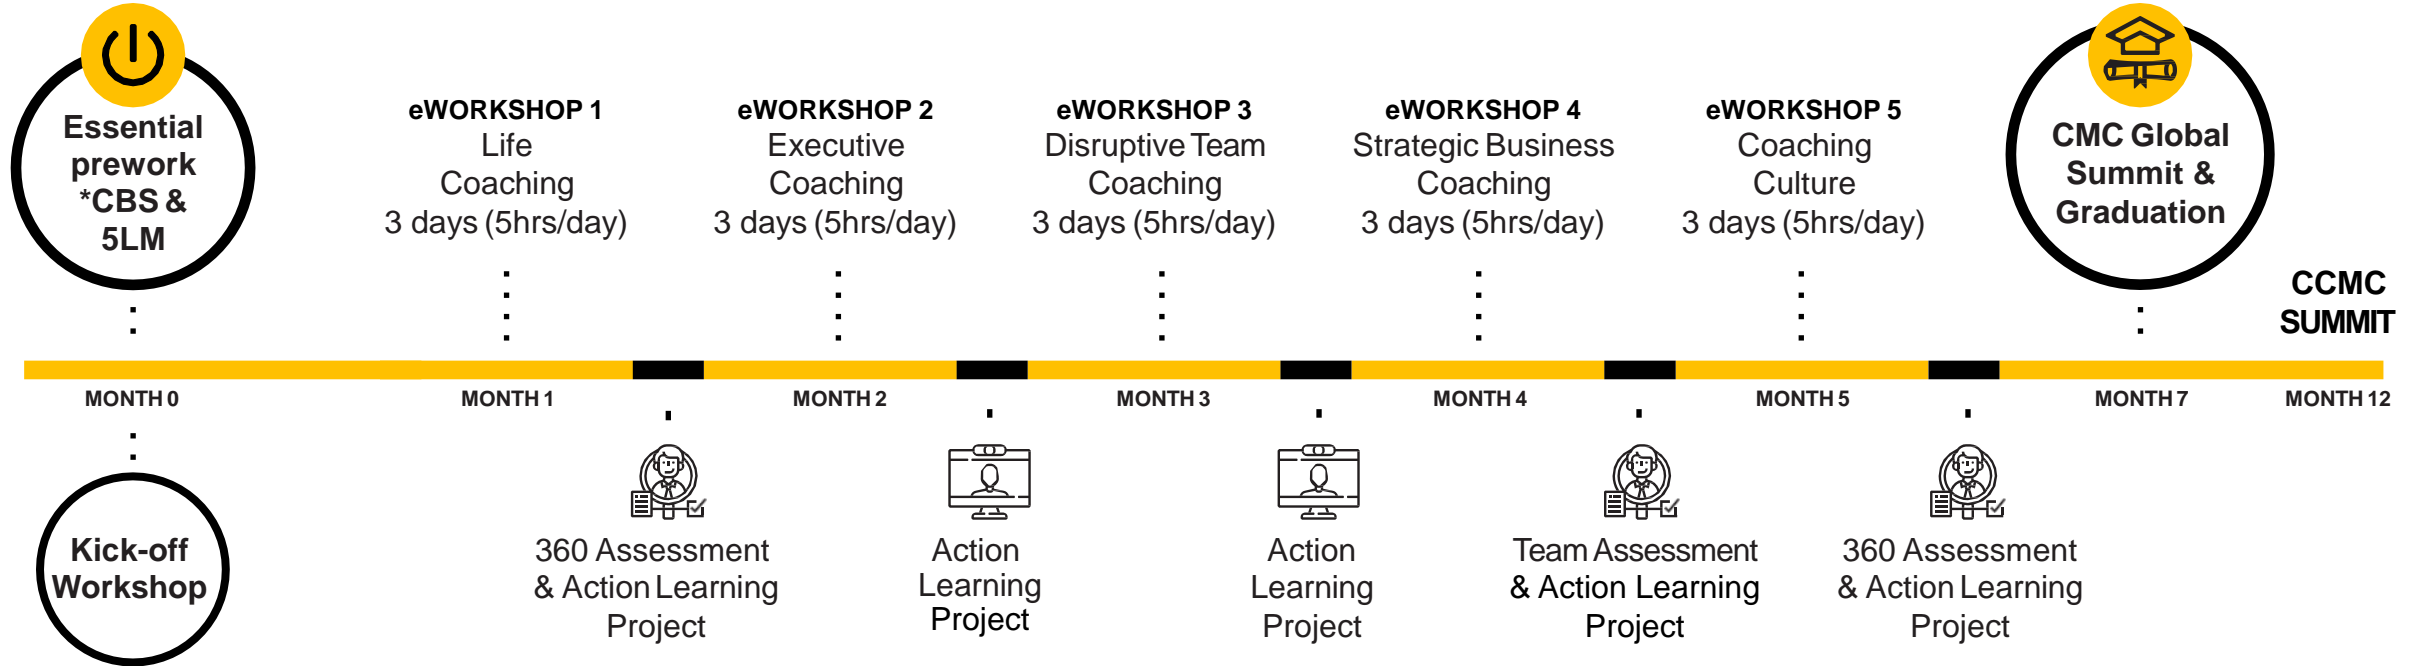 Essential
prework
*CBS &
5LM
eWORKSHOP 1
Life
Coaching
3 days (5hrs/day)
eWORKSHOP 2
Executive
Coaching
3 days (5hrs/day)
eWORKSHOP 3
Disruptive Team
Coaching
3 days (5hrs/day)
eWORKSHOP 4
Strategic Business
Coaching
3 days (5hrs/day)
eWORKSHOP 5
Coaching
Culture
3 days (5hrs/day)
CMC Global
Summit &
Graduation
CCMC
SUMMIT
MONTH 0
MONTH 1
MONTH 2
MONTH 3
MONTH 4
MONTH 5
MONTH 7
MONTH 12
Kick-off
Workshop
360 Assessment
& Action Learning
Project
Action
Learning
Project
Action
Learning
Project
Team Assessment
& Action Learning
Project
360 Assessment
& Action Learning
Project